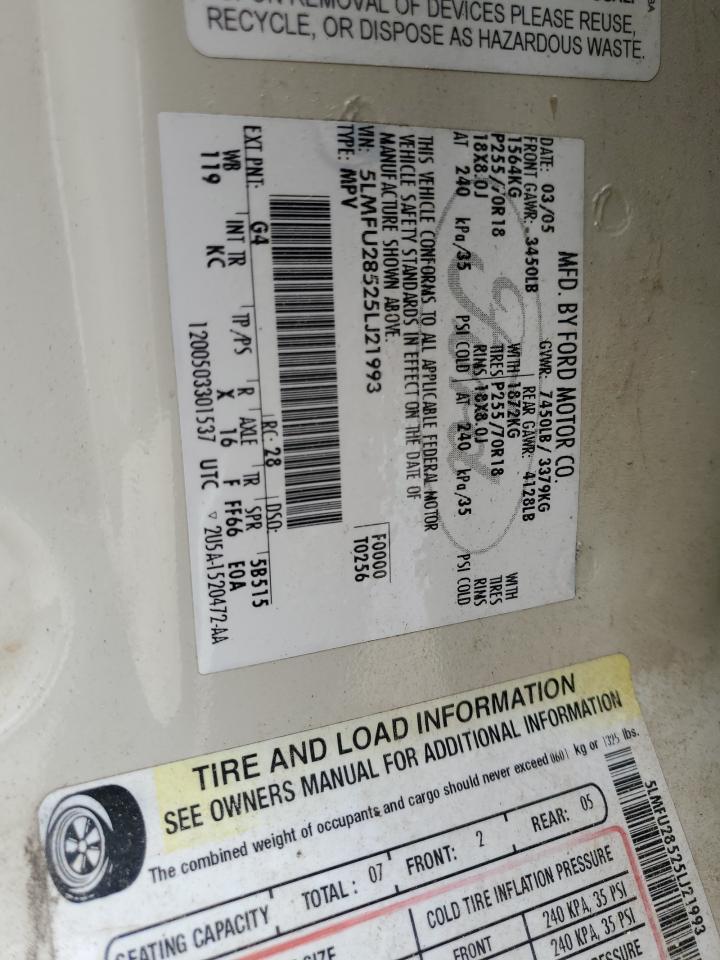 UPON REMOVAL OF DEVICES PLEASE REUSE,
RECYCLE, OR DISPOSE AS HAZARDOUS WASTE.
MFD. BY FORD MOTOR CO.
DATE: 03/05 GVWR: 7450LB / 3379KG
FRONT GAWR: 3450LB REAR GAWR: 4128LB
1564KG WITH 1872KG WITH
P255/70R18 TIRES P255/70R18 TIRES
18X8.0J RIMS 18X8.0J RIMS
AT 240 kPa/35 PSI COLD AT 240 kPa/35 PSI COLD
THIS VEHICLE CONFORMS TO ALL APPLICABLE FEDERAL MOTOR
VEHICLE SAFETY STANDARDS IN EFFECT ON THE DATE OF
MANUFACTURE SHOWN ABOVE.
VIN: 5LMFU28525LJ21993 F0000
TYPE: MPV T0256
EXT PNT: G4 RC: 28 DSO: 5B515
WB INT TR TP/PS R AXLE TR SPR
119 KC X 16 F FF66 E0A
1200503301537 UTC ▽ 2U5A-1520472-AA
TIRE AND LOAD INFORMATION
SEE OWNERS MANUAL FOR ADDITIONAL INFORMATION
The combined weight of occupants and cargo should never exceed 0601 kg or 1325 lbs.
SEATING CAPACITY TOTAL: 07 FRONT: 2 REAR: 05
SIZE COLD TIRE INFLATION PRESSURE
FRONT 240 KPA, 35 PSI
240 KPA, 35 PSI
5LMFU28525LJ21993